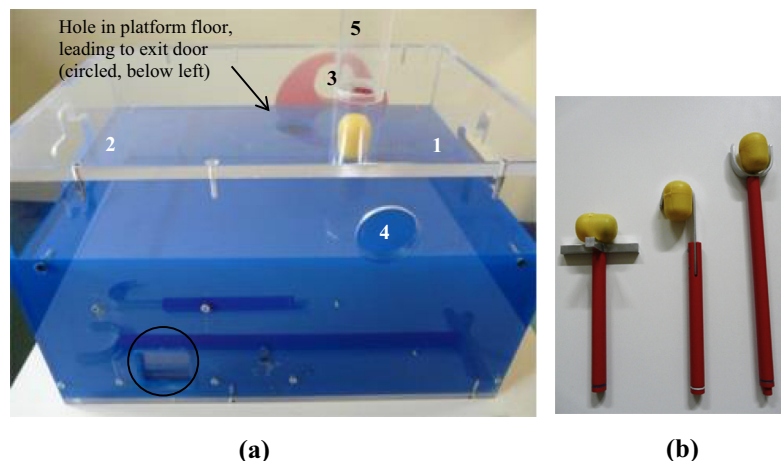 Hole in platform floor,
leading to exit door
(circled, below left)
5
3
2
1
4
(a)
(b)